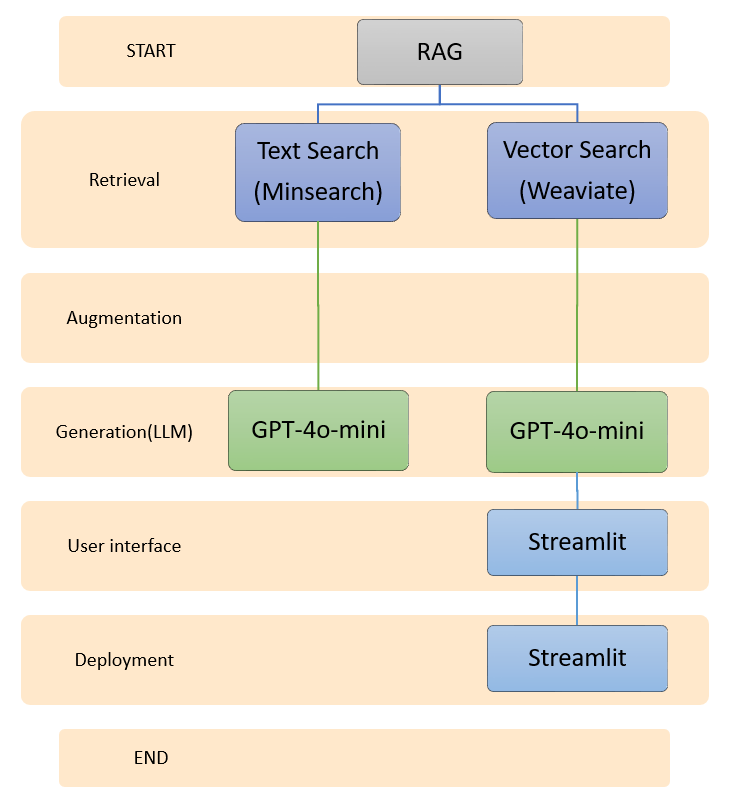 START
RAG
Retrieval
Text Search
(Minsearch)
Vector Search
(Weaviate)
Augmentation
Generation(LLM)
GPT-4o-mini
GPT-4o-mini
User interface
Streamlit
Deployment
Streamlit
END